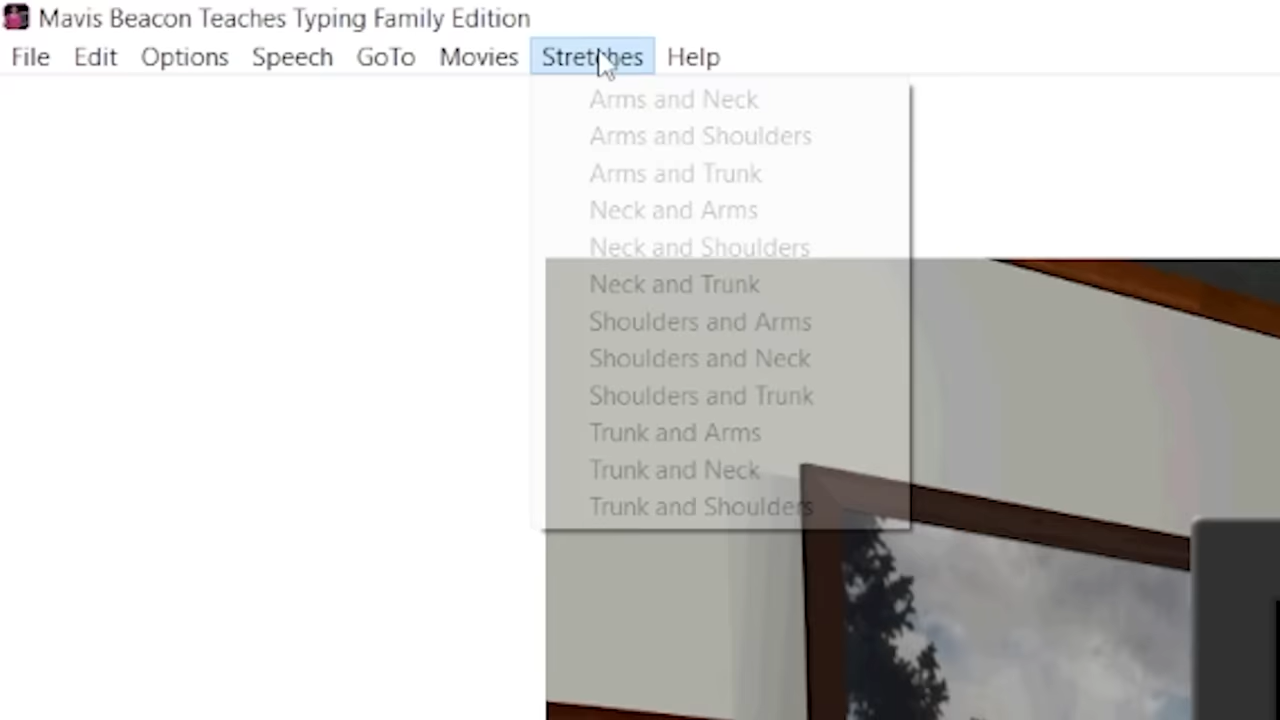 Mavis Beacon Teaches Typing Family Edition
File Edit Options Speech GoTo Movies Stretches Help
Arms and Neck
Arms and Shoulders
Arms and Trunk
Neck and Arms
Neck and Shoulders
Neck and Trunk
Shoulders and Arms
Shoulders and Neck
Shoulders and Trunk
Trunk and Arms
Trunk and Neck
Trunk and Shoulders